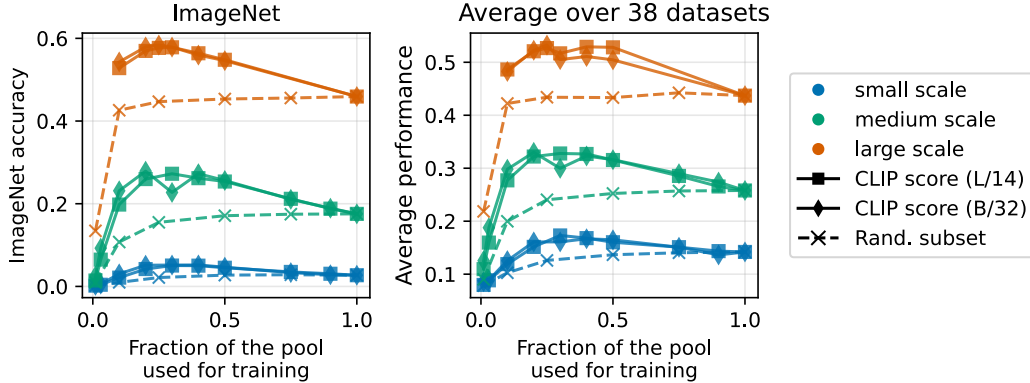 ImageNet
ImageNet accuracy
0.6
0.4
0.2
0.0
0.0
0.5
1.0
Fraction of the pool
used for training
Average over 38 datasets
Average performance
0.5
0.4
0.3
0.2
0.1
0.0
0.5
1.0
Fraction of the pool
used for training
small scale
medium scale
large scale
CLIP score (L/14)
CLIP score (B/32)
Rand. subset